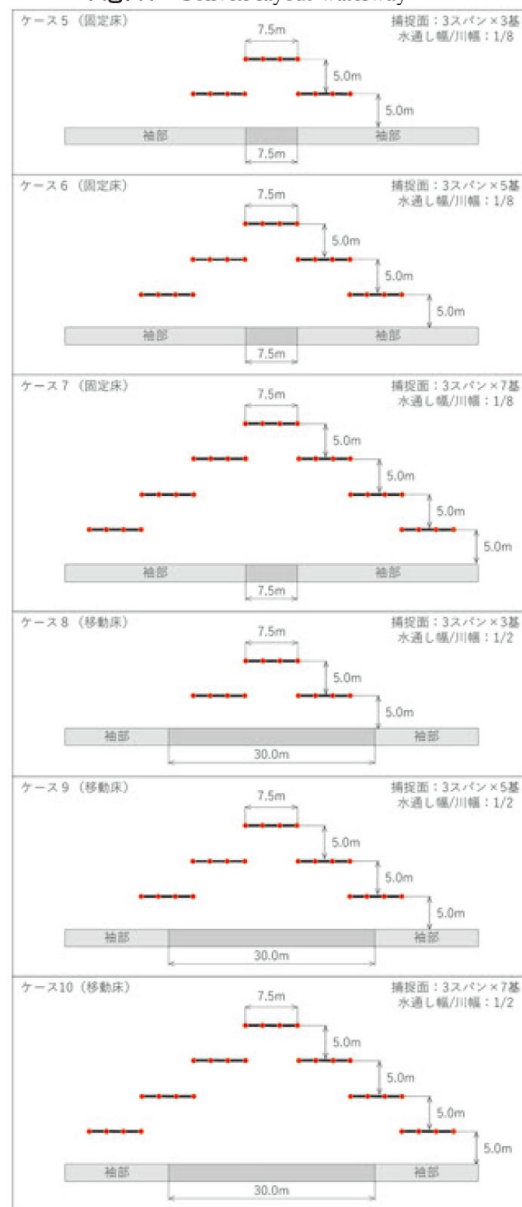 ケース5（固定床）
捕捉面：3スパン×3基
水通し幅/川幅：1/8
7.5m
5.0m
5.0m
袖部
袖部
7.5m
ケース6（固定床）
捕捉面：3スパン×5基
水通し幅/川幅：1/8
7.5m
5.0m
5.0m
5.0m
袖部
袖部
7.5m
ケース7（固定床）
捕捉面：3スパン×7基
水通し幅/川幅：1/8
7.5m
5.0m
5.0m
5.0m
5.0m
袖部
袖部
7.5m
ケース8（移動床）
捕捉面：3スパン×3基
水通し幅/川幅：1/2
7.5m
5.0m
5.0m
袖部
袖部
30.0m
ケース9（移動床）
捕捉面：3スパン×5基
水通し幅/川幅：1/2
7.5m
5.0m
5.0m
5.0m
袖部
袖部
30.0m
ケース10（移動床）
捕捉面：3スパン×7基
水通し幅/川幅：1/2
7.5m
5.0m
5.0m
5.0m
5.0m
袖部
袖部
30.0m